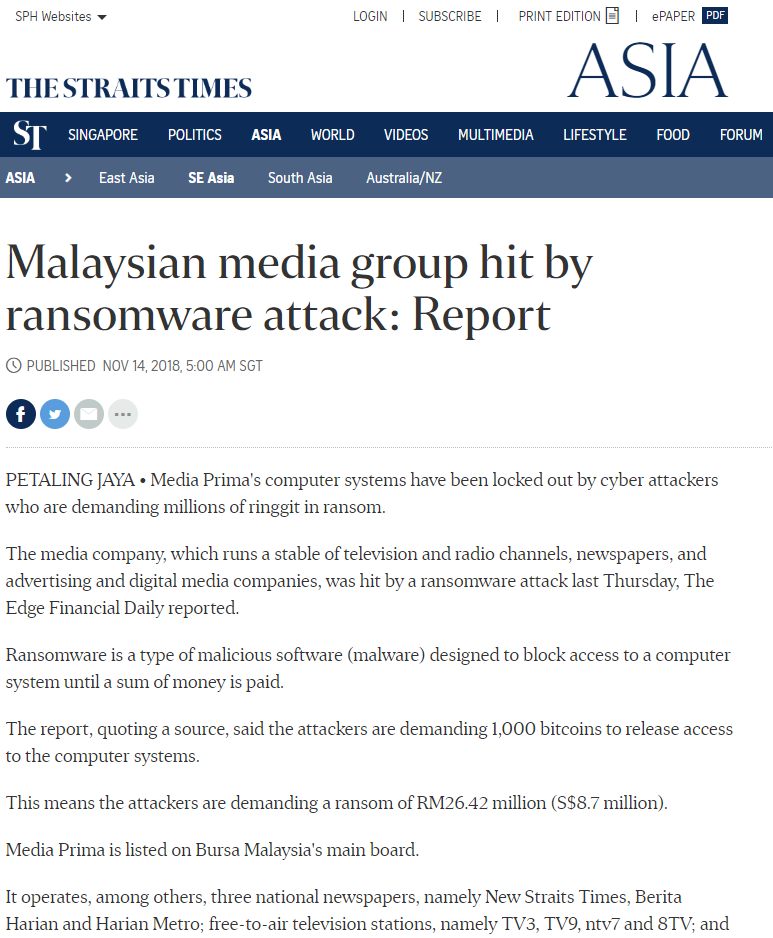 SPH Websites LOGIN | SUBSCRIBE | PRINT EDITION | ePAPER PDF
THE STRAITS TIMES
ASIA
ST SINGAPORE POLITICS ASIA WORLD VIDEOS MULTIMEDIA LIFESTYLE FOOD FORUM
ASIA > East Asia SE Asia South Asia Australia/NZ
Malaysian media group hit by
ransomware attack: Report
PUBLISHED NOV 14, 2018, 5:00 AM SGT
f
PETALING JAYA • Media Prima's computer systems have been locked out by cyber attackers
who are demanding millions of ringgit in ransom.
The media company, which runs a stable of television and radio channels, newspapers, and
advertising and digital media companies, was hit by a ransomware attack last Thursday, The
Edge Financial Daily reported.
Ransomware is a type of malicious software (malware) designed to block access to a computer
system until a sum of money is paid.
The report, quoting a source, said the attackers are demanding 1,000 bitcoins to release access
to the computer systems.
This means the attackers are demanding a ransom of RM26.42 million (S$8.7 million).
Media Prima is listed on Bursa Malaysia's main board.
It operates, among others, three national newspapers, namely New Straits Times, Berita
Harian and Harian Metro; free-to-air television stations, namely TV3, TV9, ntv7 and 8TV; and